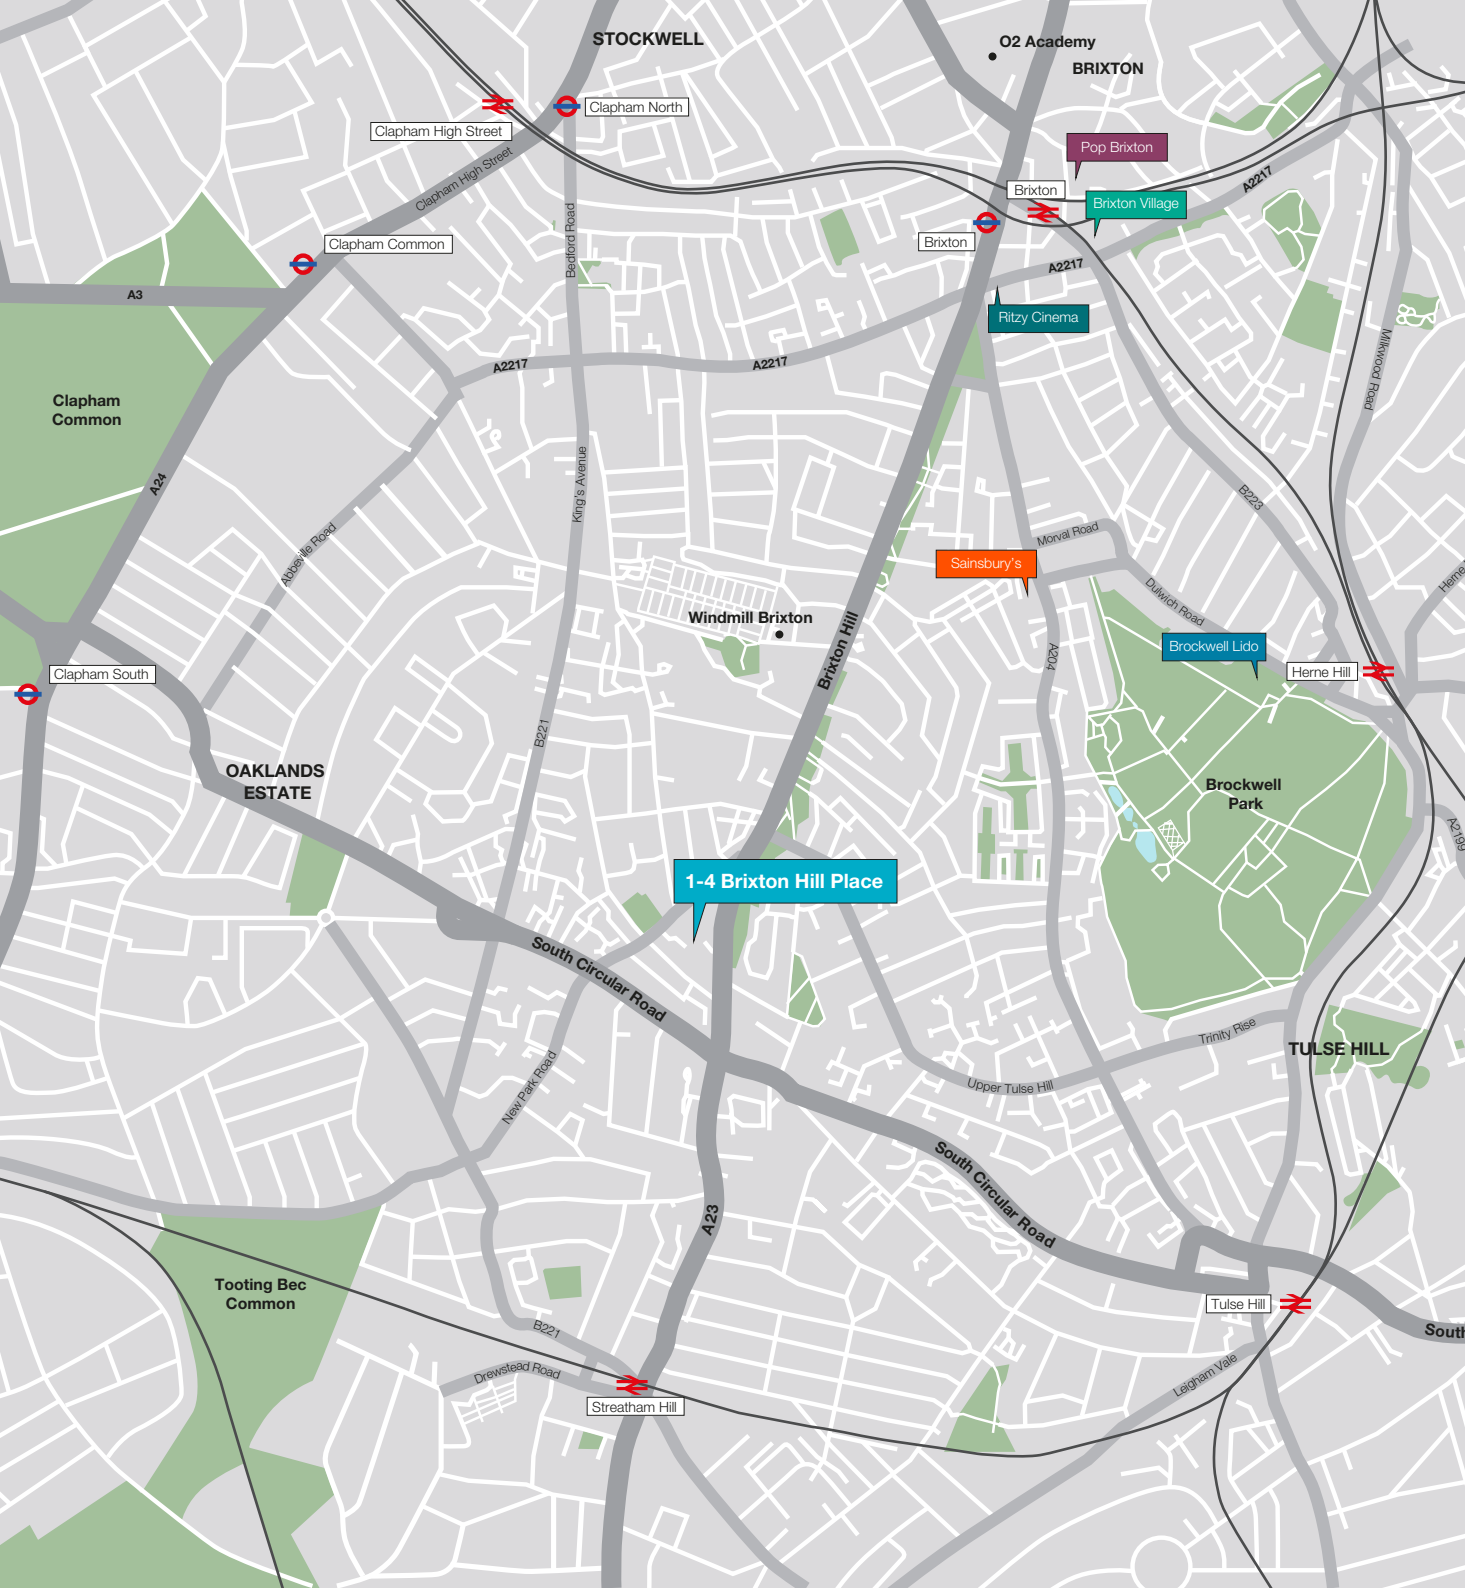 STOCKWELL
O2 Academy
BRIXTON
Clapham North
Clapham High Street
Clapham High Street
Pop Brixton
A2217
Brixton
Brixton Village
Bedford Road
Clapham Common
Brixton
A2217
A3
Ritzy Cinema
A2217
A2217
Milkwood Road
Clapham
Common
A24
King's Avenue
B223
Abbeville Road
Morval Road
Sainsbury's
Herne
Dulwich Road
Windmill Brixton
Brixton Hill
A204
Brockwell Lido
Clapham South
Herne Hill
B221
OAKLANDS
ESTATE
Brockwell
Park
A2199
1-4 Brixton Hill Place
South Circular Road
Trinity Rise
TULSE HILL
New Park Road
Upper Tulse Hill
South Circular Road
A23
Tooting Bec
Common
Tulse Hill
B221
South
Drewstead Road
Leigham Vale
Streatham Hill